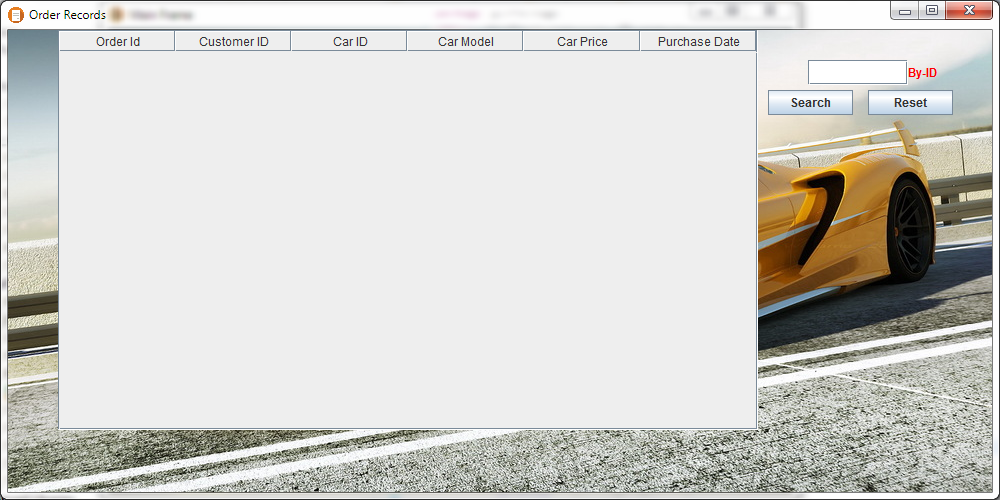 Order Records
Order Id Customer ID Car ID Car Model Car Price Purchase Date
By-ID
Search Reset